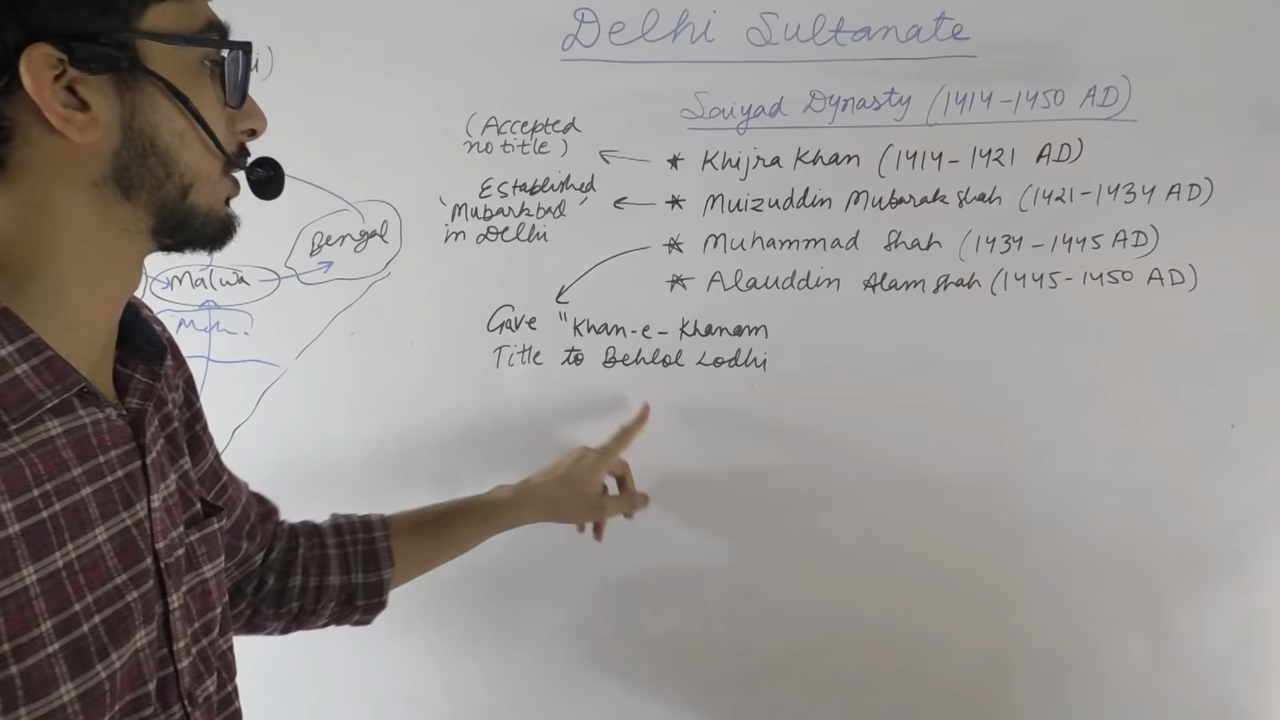 Delhi Sultanate
Saiyad Dynasty (1414-1450 AD)
(Accepted
no title)
* Khijra Khan (1414-1421 AD)
Established
'Mubarkbad'
in Delhi
* Muizuddin Mubarak Shah (1421-1434 AD)
* Muhammad Shah (1434-1445 AD)
* Alauddin Alam Shah (1445-1450 AD)
Gave "Khan-e-Khanam
Title to Behlol Lodhi
i)
Bengal
Malwa